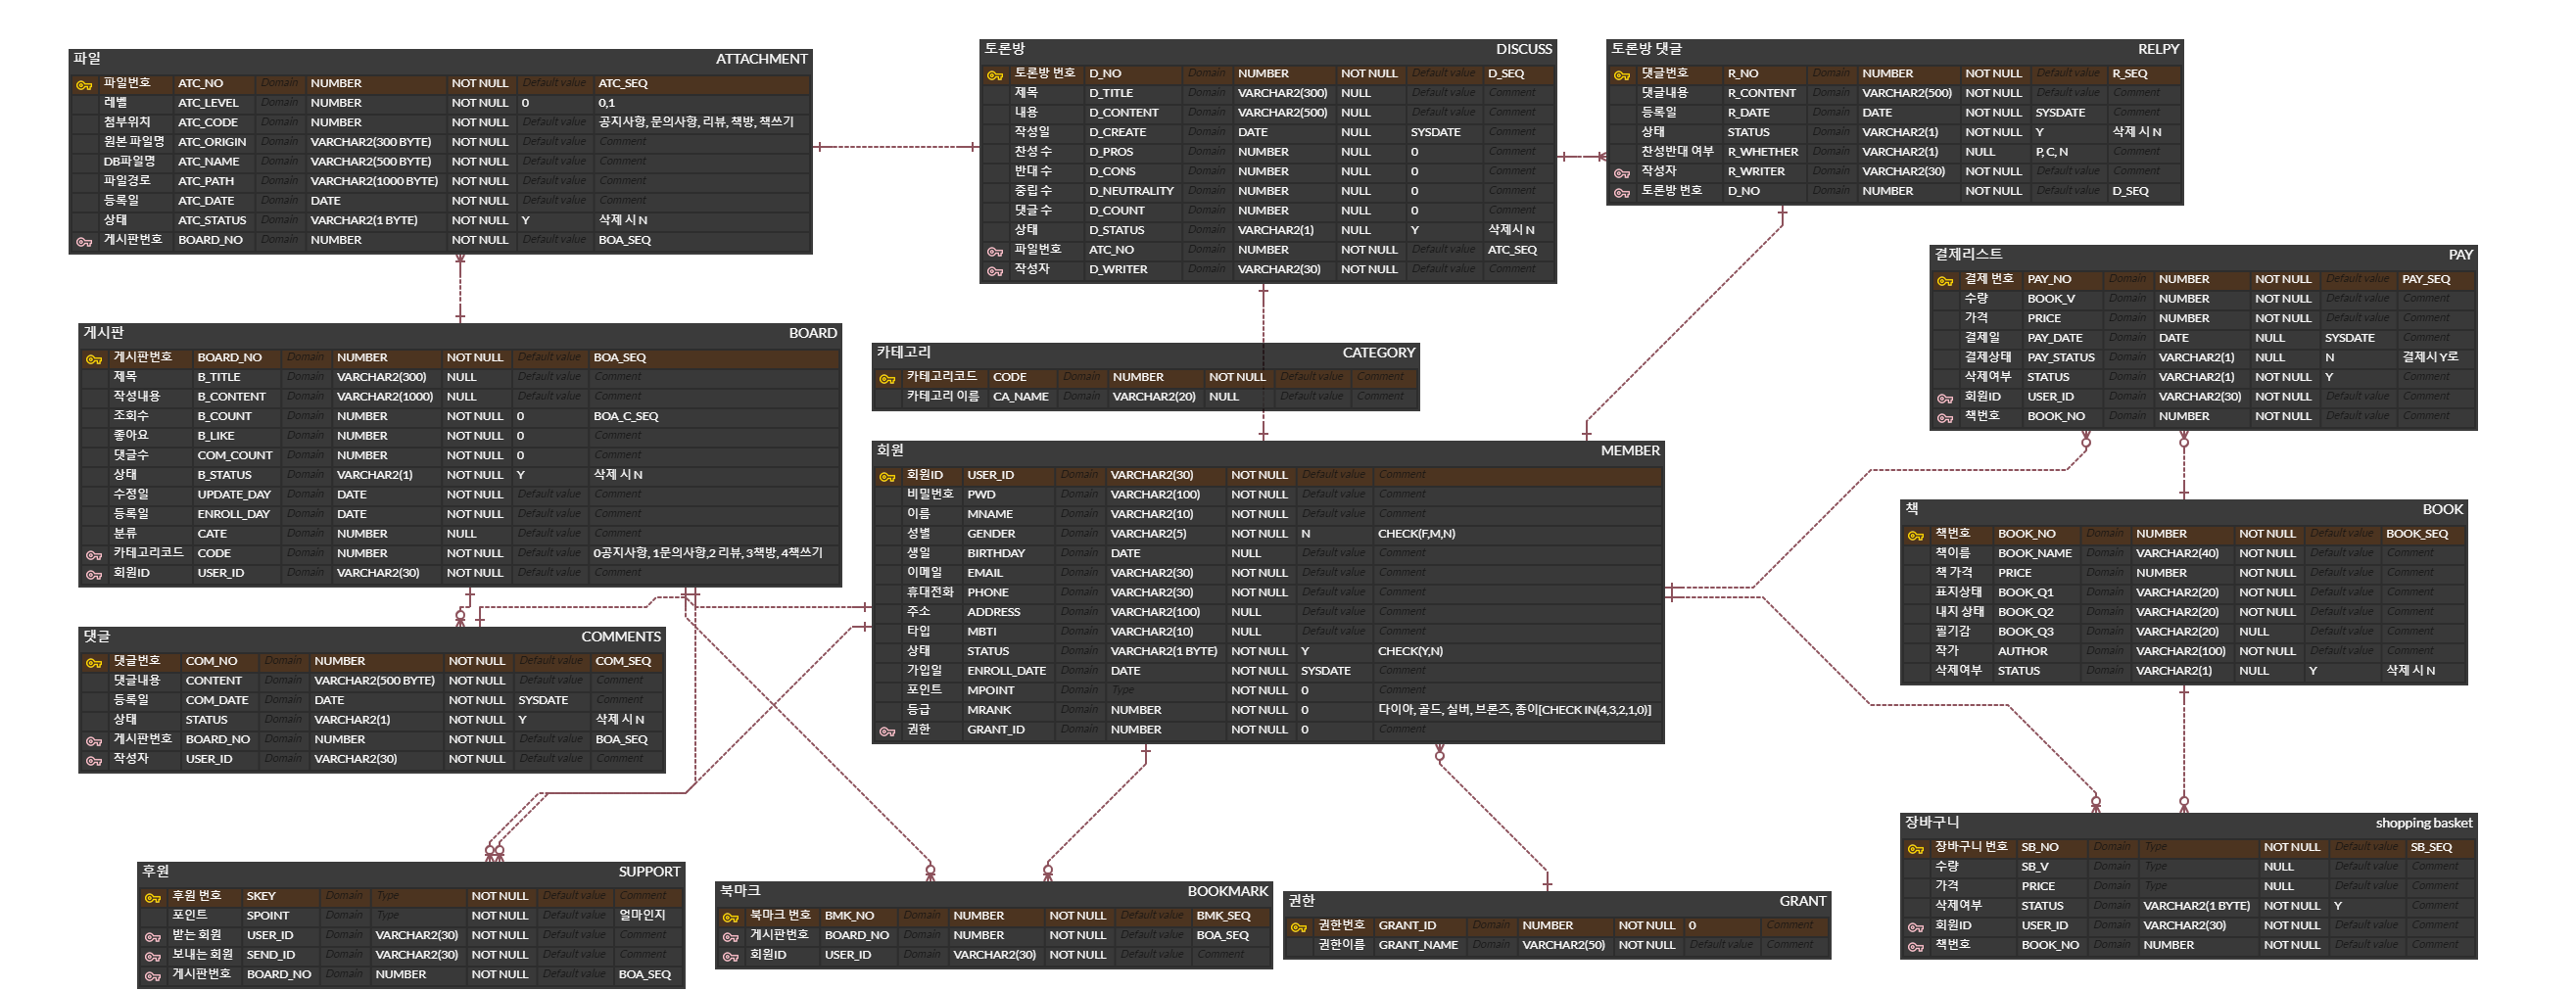 파일 ATTACHMENT
파일번호 ATC_NO Domain NUMBER NOT NULL Default value ATC_SEQ
레벨 ATC_LEVEL Domain NUMBER NOT NULL 0 0,1
첨부위치 ATC_CODE Domain NUMBER NOT NULL Default value 공지사항, 문의사항, 리뷰, 책방, 책쓰기
원본 파일명 ATC_ORIGIN Domain VARCHAR2(300 BYTE) NOT NULL Default value Comment
DB파일명 ATC_NAME Domain VARCHAR2(500 BYTE) NOT NULL Default value Comment
파일경로 ATC_PATH Domain VARCHAR2(1000 BYTE) NOT NULL Default value Comment
등록일 ATC_DATE Domain DATE NOT NULL Default value Comment
상태 ATC_STATUS Domain VARCHAR2(1 BYTE) NOT NULL Y 삭제 시 N
게시판번호 BOARD_NO Domain NUMBER NOT NULL Default value BOA_SEQ
토론방 DISCUSS
토론방 번호 D_NO Domain NUMBER NOT NULL Default value D_SEQ
제목 D_TITLE Domain VARCHAR2(300) NULL Default value Comment
내용 D_CONTENT Domain VARCHAR2(500) NULL Default value Comment
작성일 D_CREATE Domain DATE NULL SYSDATE Comment
찬성 수 D_PROS Domain NUMBER NULL 0 Comment
반대 수 D_CONS Domain NUMBER NULL 0 Comment
중립 수 D_NEUTRALITY Domain NUMBER NULL 0 Comment
댓글 수 D_COUNT Domain NUMBER NULL 0 Comment
상태 D_STATUS Domain VARCHAR2(1) NULL Y 삭제시 N
파일번호 ATC_NO Domain NUMBER NOT NULL Default value ATC_SEQ
작성자 D_WRITER Domain VARCHAR2(30) NOT NULL Default value Comment
토론방 댓글 RELPY
댓글번호 R_NO Domain NUMBER NOT NULL Default value R_SEQ
댓글내용 R_CONTENT Domain VARCHAR2(500) NOT NULL Default value Comment
등록일 R_DATE Domain DATE NOT NULL SYSDATE Comment
상태 STATUS Domain VARCHAR2(1) NOT NULL Y 삭제 시 N
찬성반대 여부 R_WHETHER Domain VARCHAR2(1) NULL P, C, N Comment
작성자 R_WRITER Domain VARCHAR2(30) NOT NULL Default value Comment
토론방 번호 D_NO Domain NUMBER NOT NULL Default value D_SEQ
결제리스트 PAY
결제 번호 PAY_NO Domain NUMBER NOT NULL Default value PAY_SEQ
수량 BOOK_V Domain NUMBER NOT NULL Default value Comment
가격 PRICE Domain NUMBER NOT NULL Default value Comment
결제일 PAY_DATE Domain DATE NULL SYSDATE Comment
결제상태 PAY_STATUS Domain VARCHAR2(1) NULL N 결제시 Y로
삭제여부 STATUS Domain VARCHAR2(1) NOT NULL Y Comment
회원ID USER_ID Domain VARCHAR2(30) NOT NULL Default value Comment
책번호 BOOK_NO Domain NUMBER NOT NULL Default value Comment
게시판 BOARD
게시판번호 BOARD_NO Domain NUMBER NOT NULL Default value BOA_SEQ
제목 B_TITLE Domain VARCHAR2(300) NULL Default value Comment
작성내용 B_CONTENT Domain VARCHAR2(1000) NULL Default value Comment
조회수 B_COUNT Domain NUMBER NOT NULL 0 BOA_C_SEQ
좋아요 B_LIKE Domain NUMBER NOT NULL 0 Comment
댓글수 COM_COUNT Domain NUMBER NOT NULL 0 Comment
상태 B_STATUS Domain VARCHAR2(1) NOT NULL Y 삭제 시 N
수정일 UPDATE_DAY Domain DATE NOT NULL Default value Comment
등록일 ENROLL_DAY Domain DATE NOT NULL Default value Comment
분류 CATE Domain NUMBER NULL Default value Comment
카테고리코드 CODE Domain NUMBER NOT NULL Default value 0공지사항, 1문의사항,2 리뷰, 3책방, 4책쓰기
회원ID USER_ID Domain VARCHAR2(30) NOT NULL Default value Comment
카테고리 CATEGORY
카테고리코드 CODE Domain NUMBER NOT NULL Default value Comment
카테고리 이름 CA_NAME Domain VARCHAR2(20) NULL Default value Comment
회원 MEMBER
회원ID USER_ID Domain VARCHAR2(30) NOT NULL Default value Comment
비밀번호 PWD Domain VARCHAR2(100) NOT NULL Default value Comment
이름 MNAME Domain VARCHAR2(10) NOT NULL Default value Comment
성별 GENDER Domain VARCHAR2(5) NOT NULL N CHECK(F,M,N)
생일 BIRTHDAY Domain DATE NULL Default value Comment
이메일 EMAIL Domain VARCHAR2(30) NOT NULL Default value Comment
휴대전화 PHONE Domain VARCHAR2(30) NOT NULL Default value Comment
주소 ADDRESS Domain VARCHAR2(100) NULL Default value Comment
타입 MBTI Domain VARCHAR2(10) NULL Default value Comment
상태 STATUS Domain VARCHAR2(1 BYTE) NOT NULL Y CHECK(Y,N)
가입일 ENROLL_DATE Domain DATE NOT NULL SYSDATE Comment
포인트 MPOINT Domain Type NOT NULL 0 Comment
등급 MRANK Domain NUMBER NOT NULL 0 다이아, 골드, 실버, 브론즈, 종이[CHECK IN(4,3,2,1,0)]
권한 GRANT_ID Domain NUMBER NOT NULL 0 Comment
책 BOOK
책번호 BOOK_NO Domain NUMBER NOT NULL Default value BOOK_SEQ
책이름 BOOK_NAME Domain VARCHAR2(40) NOT NULL Default value Comment
책 가격 PRICE Domain NUMBER NOT NULL Default value Comment
표지상태 BOOK_Q1 Domain VARCHAR2(20) NOT NULL Default value Comment
내지 상태 BOOK_Q2 Domain VARCHAR2(20) NOT NULL Default value Comment
필기감 BOOK_Q3 Domain VARCHAR2(20) NULL Default value Comment
작가 AUTHOR Domain VARCHAR2(100) NOT NULL Default value Comment
삭제여부 STATUS Domain VARCHAR2(1) NULL Y 삭제 시 N
댓글 COMMENTS
댓글번호 COM_NO Domain NUMBER NOT NULL Default value COM_SEQ
댓글내용 CONTENT Domain VARCHAR2(500 BYTE) NOT NULL Default value Comment
등록일 COM_DATE Domain DATE NOT NULL SYSDATE Comment
상태 STATUS Domain VARCHAR2(1) NOT NULL Y 삭제 시 N
게시판번호 BOARD_NO Domain NUMBER NOT NULL Default value BOA_SEQ
작성자 USER_ID Domain VARCHAR2(30) NOT NULL Default value Comment
후원 SUPPORT
후원 번호 SKEY Domain Type NOT NULL Default value Comment
포인트 SPOINT Domain Type NOT NULL Default value 얼마인지
받는 회원 USER_ID Domain VARCHAR2(30) NOT NULL Default value Comment
보내는 회원 SEND_ID Domain VARCHAR2(30) NOT NULL Default value Comment
게시판번호 BOARD_NO Domain NUMBER NOT NULL Default value BOA_SEQ
북마크 BOOKMARK
북마크 번호 BMK_NO Domain NUMBER NOT NULL Default value BMK_SEQ
게시판번호 BOARD_NO Domain NUMBER NOT NULL Default value BOA_SEQ
회원ID USER_ID Domain VARCHAR2(30) NOT NULL Default value Comment
권한 GRANT
권한번호 GRANT_ID Domain NUMBER NOT NULL 0 Comment
권한이름 GRANT_NAME Domain VARCHAR2(50) NOT NULL Default value Comment
장바구니 shopping basket
장바구니 번호 SB_NO Domain Type NOT NULL Default value SB_SEQ
수량 SB_V Domain Type NULL Default value Comment
가격 PRICE Domain Type NULL Default value Comment
삭제여부 STATUS Domain VARCHAR2(1 BYTE) NOT NULL Y Comment
회원ID USER_ID Domain VARCHAR2(30) NOT NULL Default value Comment
책번호 BOOK_NO Domain NUMBER NOT NULL Default value Comment